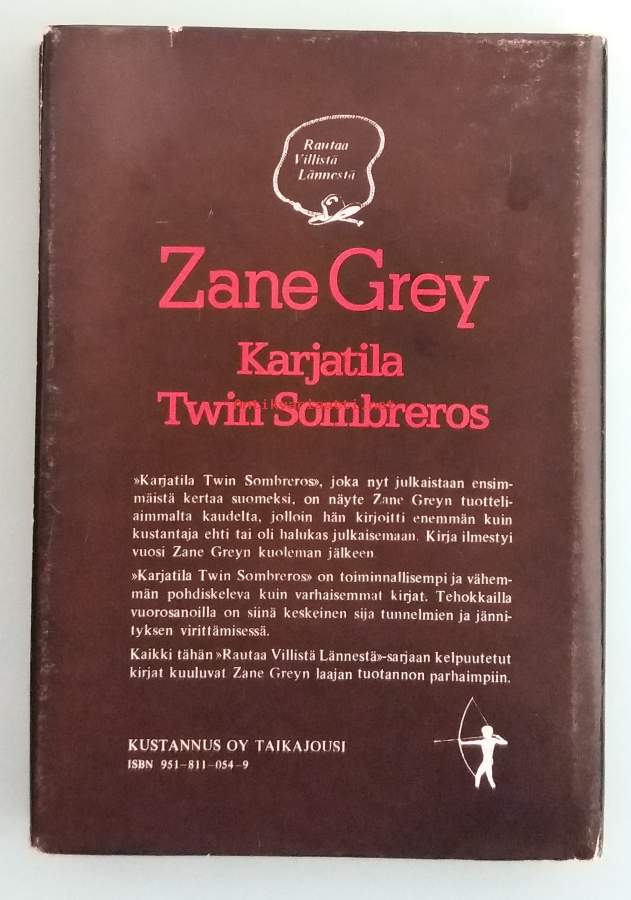 Rautaa
Villistä
Lännestä
Zane Grey
Karjatila
Twin Sombreros
»Karjatila Twin Sombreros», joka nyt julkaistaan ensim-
mäistä kertaa suomeksi, on näyte Zane Greyn tuotteli-
aimmalta kaudelta, jolloin hän kirjoitti enemmän kuin
kustantaja ehti tai oli halukas julkaisemaan. Kirja ilmestyi
vuosi Zane Greyn kuoleman jälkeen.
»Karjatila Twin Sombreros» on toiminnallisempi ja vähem-
män pohdiskeleva kuin varhaisemmat kirjat. Tehokkailla
vuorosanoilla on siinä keskeinen sija tunnelmien ja jänni-
tyksen virittämisessä.
Kaikki tähän »Rautaa Villistä Lännestä»-sarjaan kelpuutetut
kirjat kuuluvat Zane Greyn laajan tuotannon parhaimpiin.
KUSTANNUS OY TAIKAJOUSI
ISBN 951-811-054-9